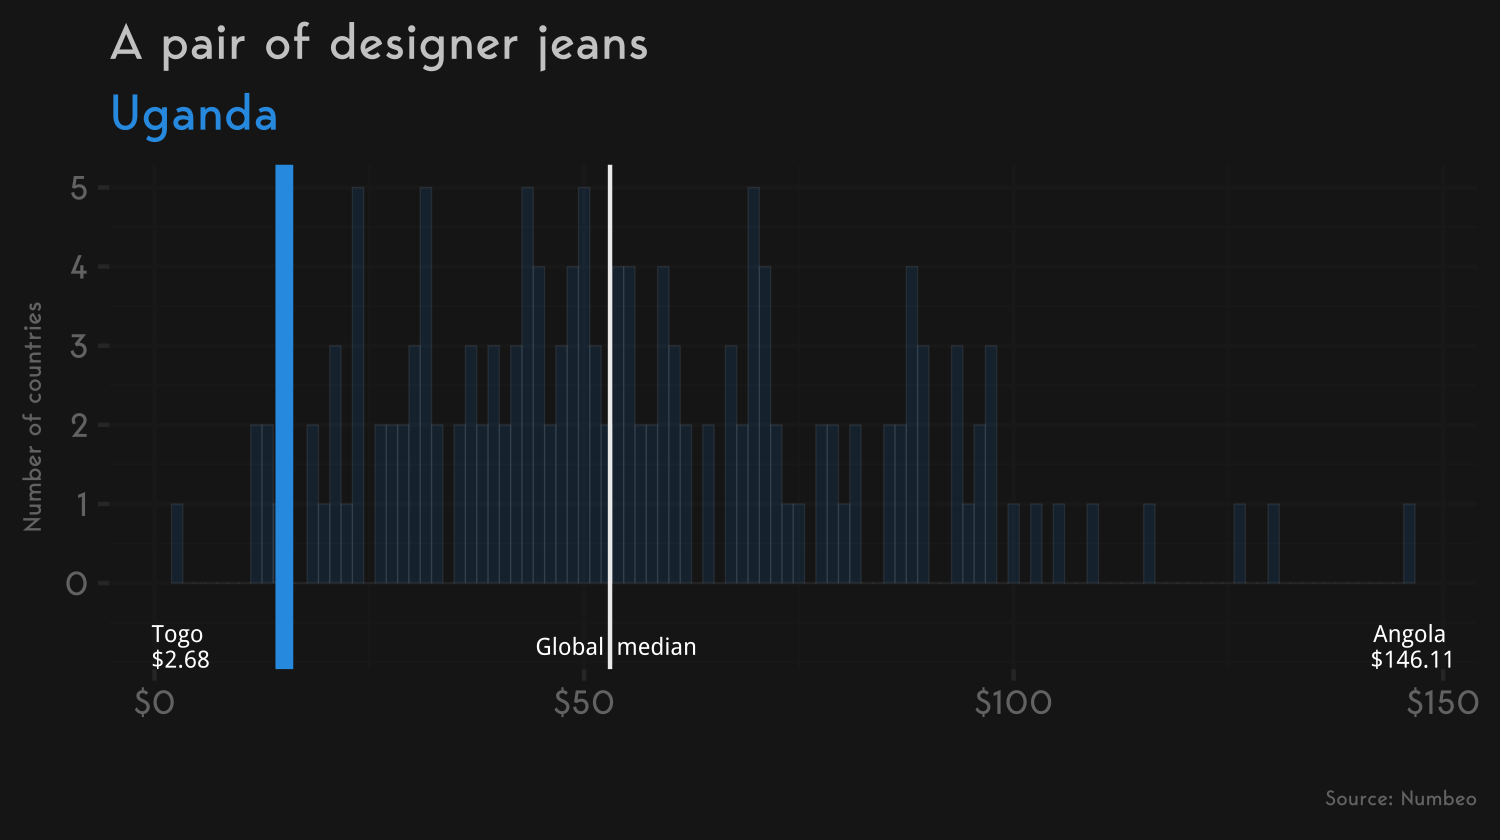 A pair of designer jeans
Uganda
Number of countries
5
4
3
2
1
0
Togo
$2.68
Global median
Angola
$146.11
$0 $50 $100 $150
Source: Numbeo